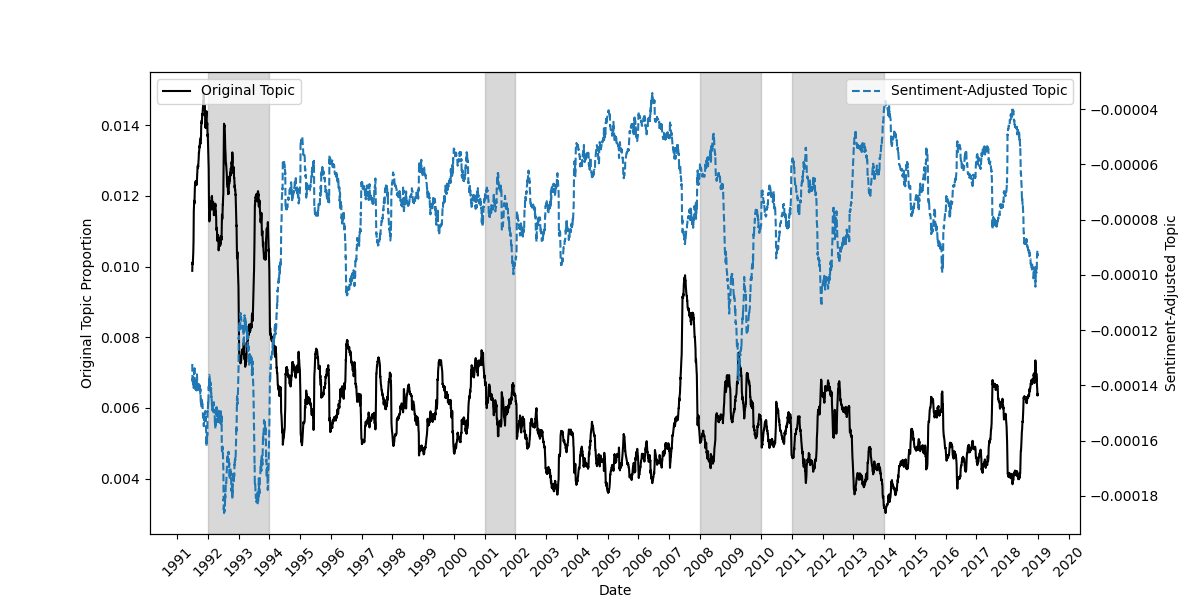 Original Topic
Sentiment-Adjusted Topic
Original Topic Proportion
0.014
0.012
0.010
0.008
0.006
0.004
−0.00004
−0.00006
−0.00008
−0.00010
−0.00012
−0.00014
−0.00016
−0.00018
Sentiment-Adjusted Topic
1991 1992 1993 1994 1995 1996 1997 1998 1999 2000 2001 2002 2003 2004 2005 2006 2007 2008 2009 2010 2011 2012 2013 2014 2015 2016 2017 2018 2019 2020
Date